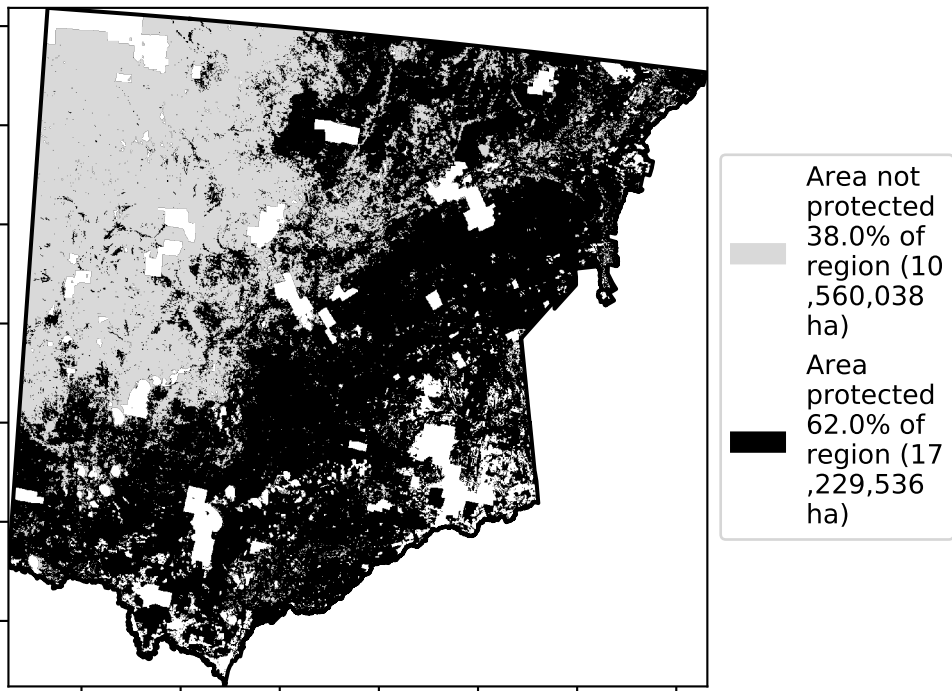 Area not
protected
38.0% of
region (10
,560,038
ha)
Area
protected
62.0% of
region (17
,229,536
ha)